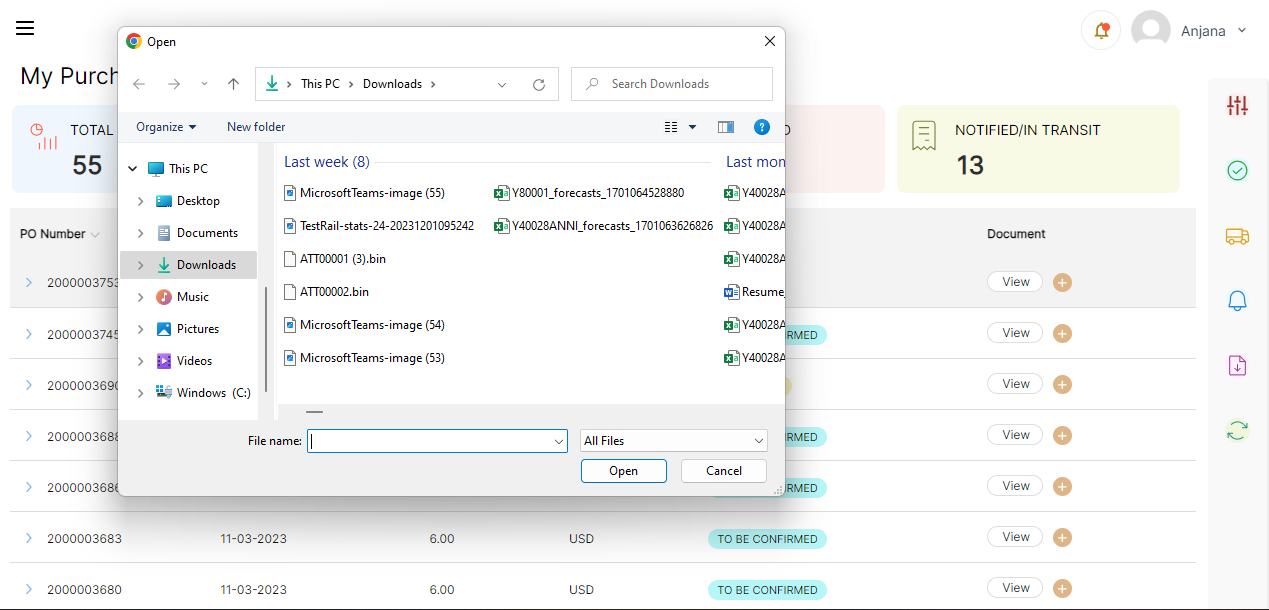 Open
Anjana
My Purch
This PC
Downloads
Search Downloads
Organize
New folder
?
TOTAL
55
NOTIFIED/IN TRANSIT
13
This PC
Desktop
Documents
Downloads
Music
Pictures
Videos
Windows (C:)
Last week (8)
Last mon
MicrosoftTeams-image (55)
Y80001_forecasts_1701064528880
Y40028A
TestRail-stats-24-20231201095242
Y40028ANNI_forecasts_1701063626826
Y40028A
ATT00001 (3).bin
Y40028A
ATT00002.bin
Resume_
MicrosoftTeams-image (54)
Y40028A
MicrosoftTeams-image (53)
Y40028A
File name:
All Files
Open
Cancel
PO Number
Document
2000003753
View
2000003745
RMED
View
2000003690
View
2000003688
RMED
View
2000003686
RMED
View
2000003683
11-03-2023
6.00
USD
TO BE CONFIRMED
View
2000003680
11-03-2023
6.00
USD
TO BE CONFIRMED
View